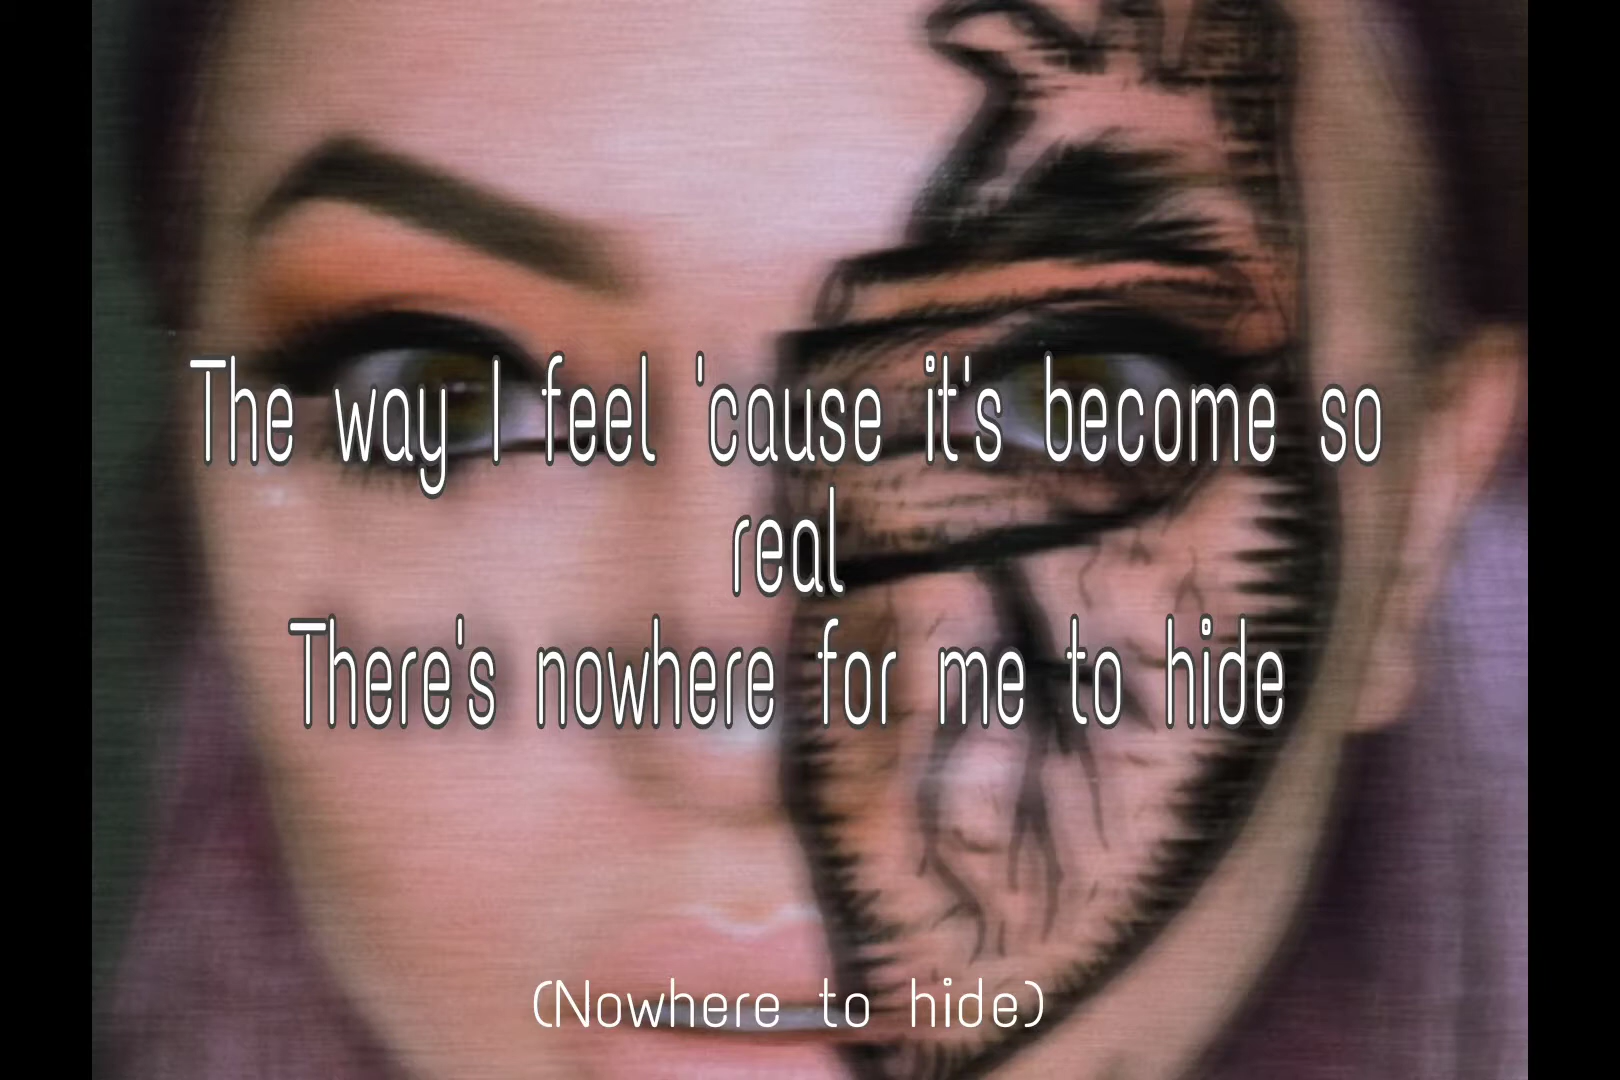 The way I feel 'cause it's become so
real
There's nowhere for me to hide
(Nowhere to hide)